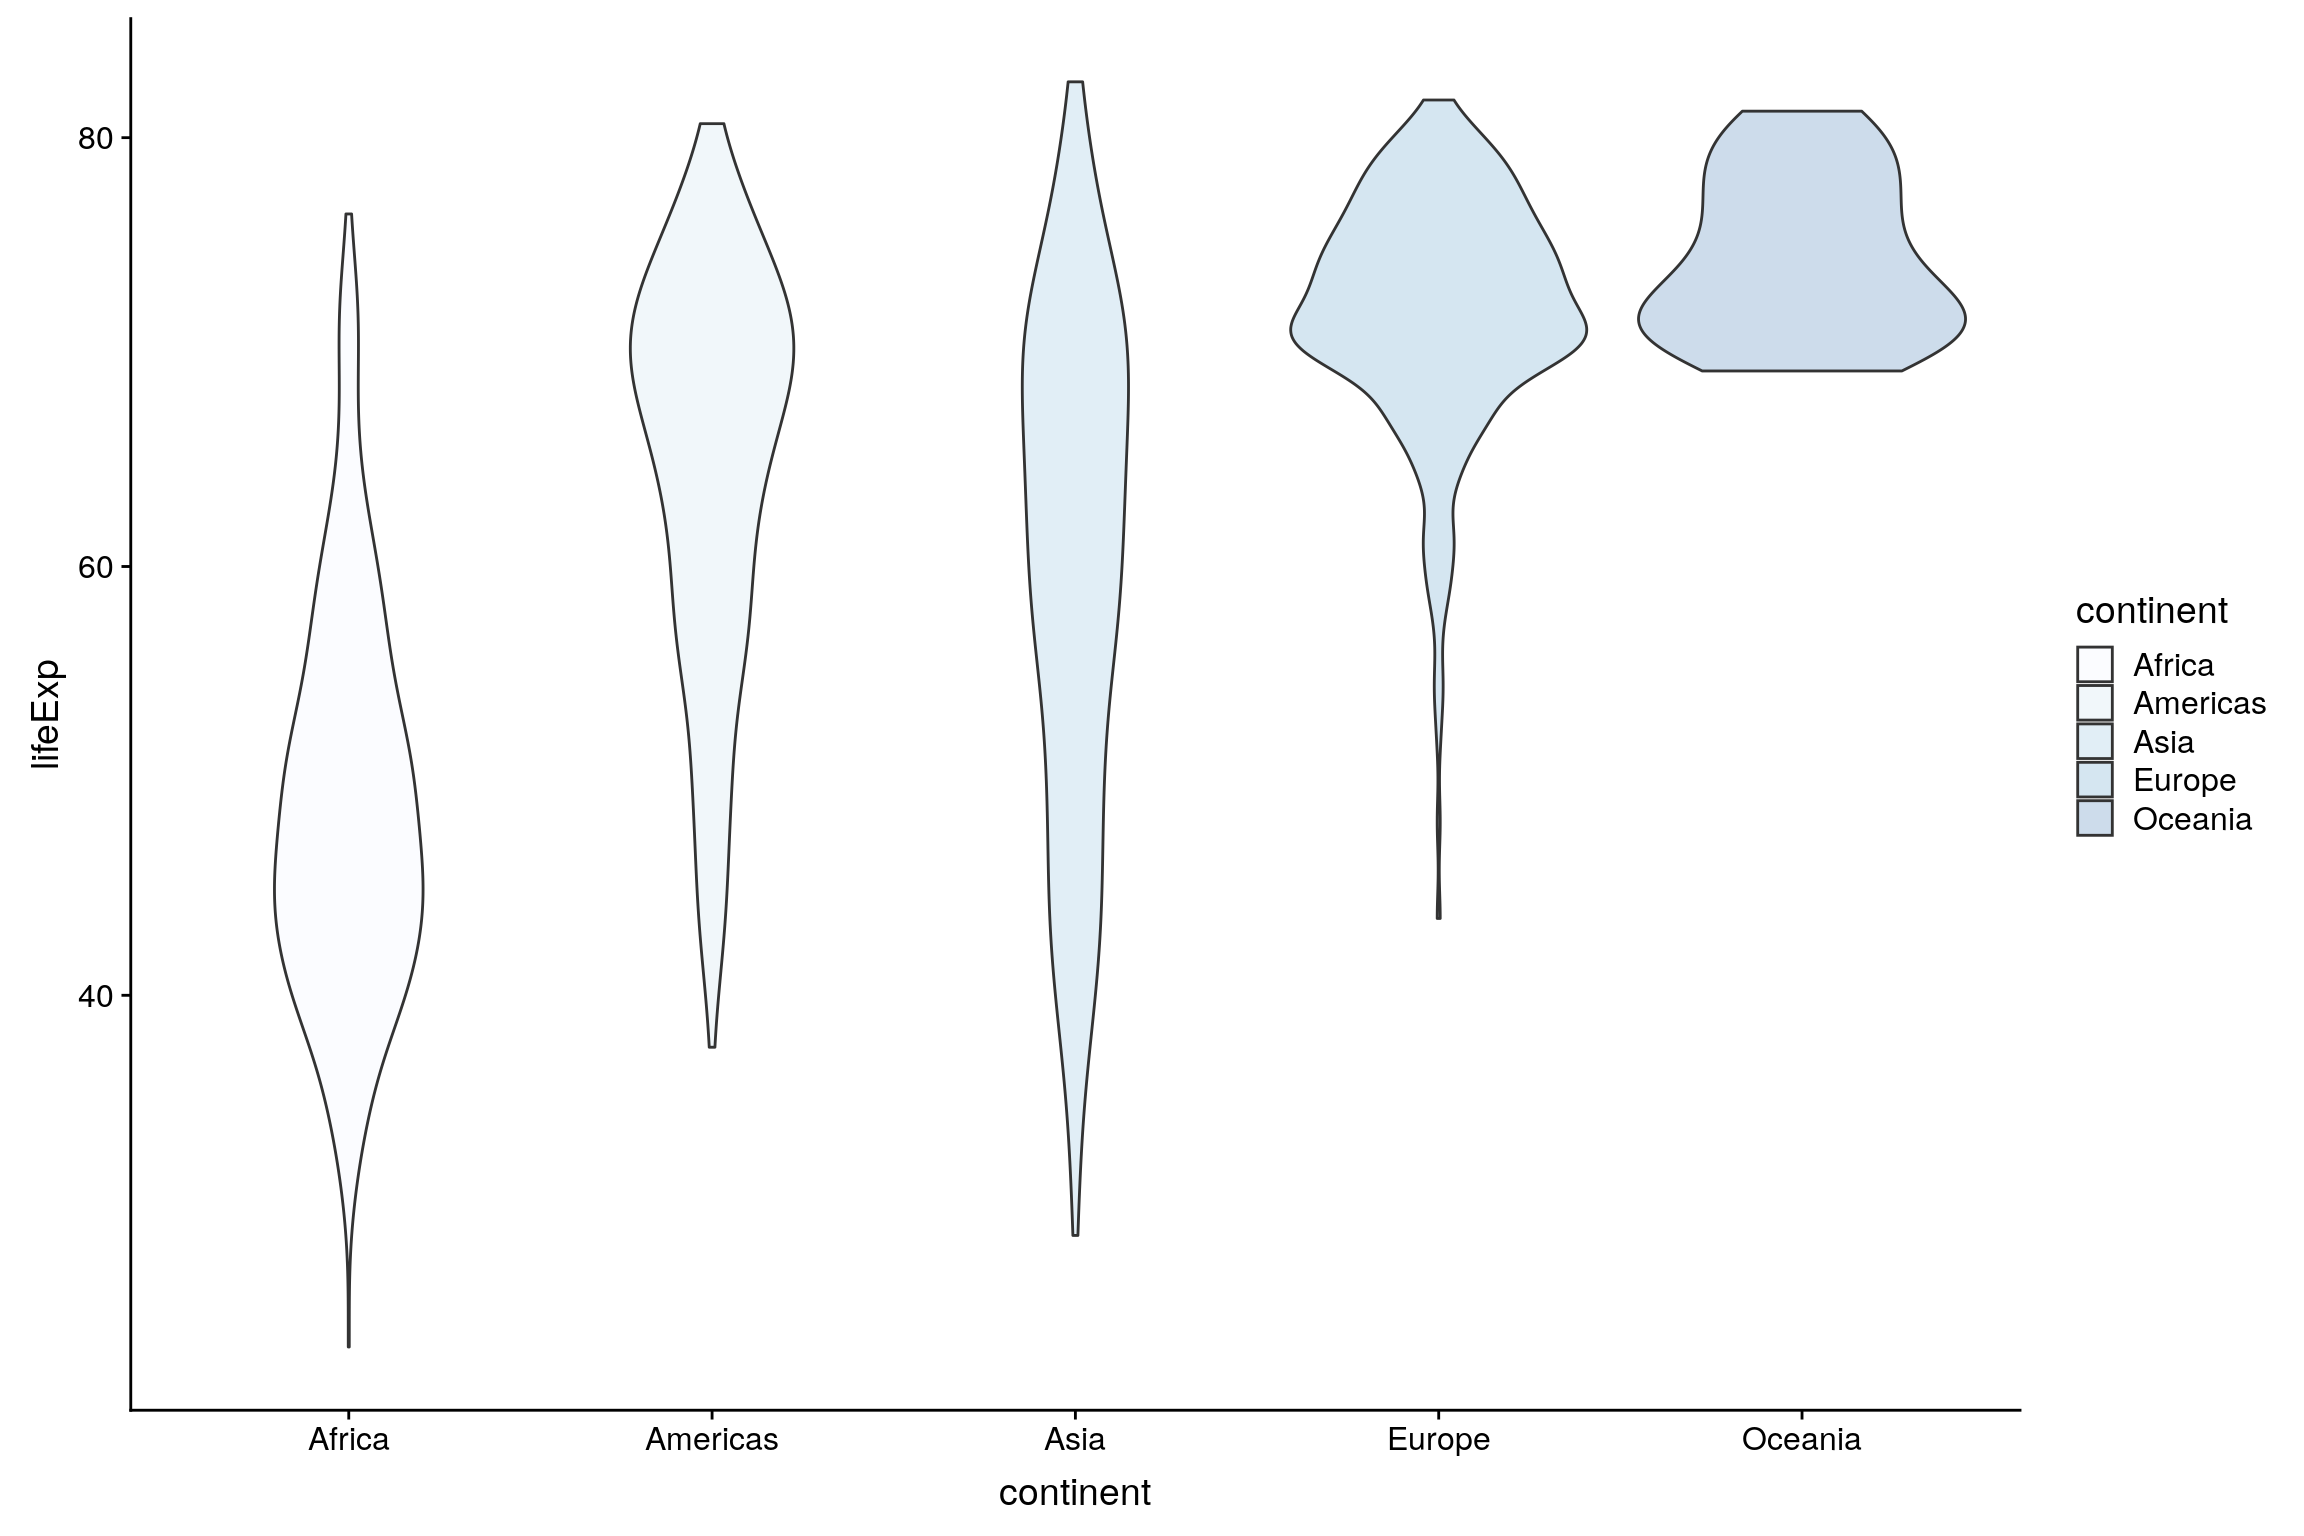 80
60
40
lifeExp
Africa
Americas
Asia
Europe
Oceania
continent
continent
Africa
Americas
Asia
Europe
Oceania